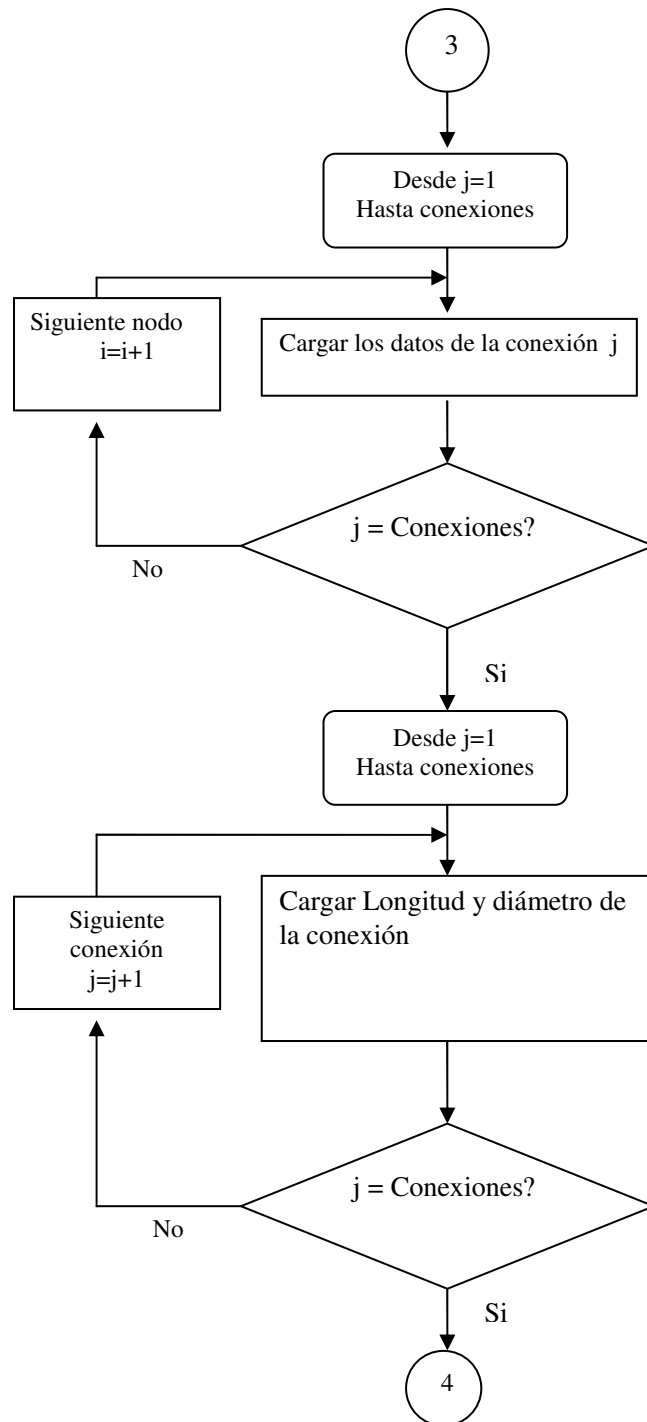 3
Desde j=1
Hasta conexiones
Siguiente nodo
i=i+1
Cargar los datos de la conexión j
j = Conexiones?
No
Si
Desde j=1
Hasta conexiones
Siguiente
conexión
j=j+1
Cargar Longitud y diámetro de
la conexión
j = Conexiones?
No
Si
4